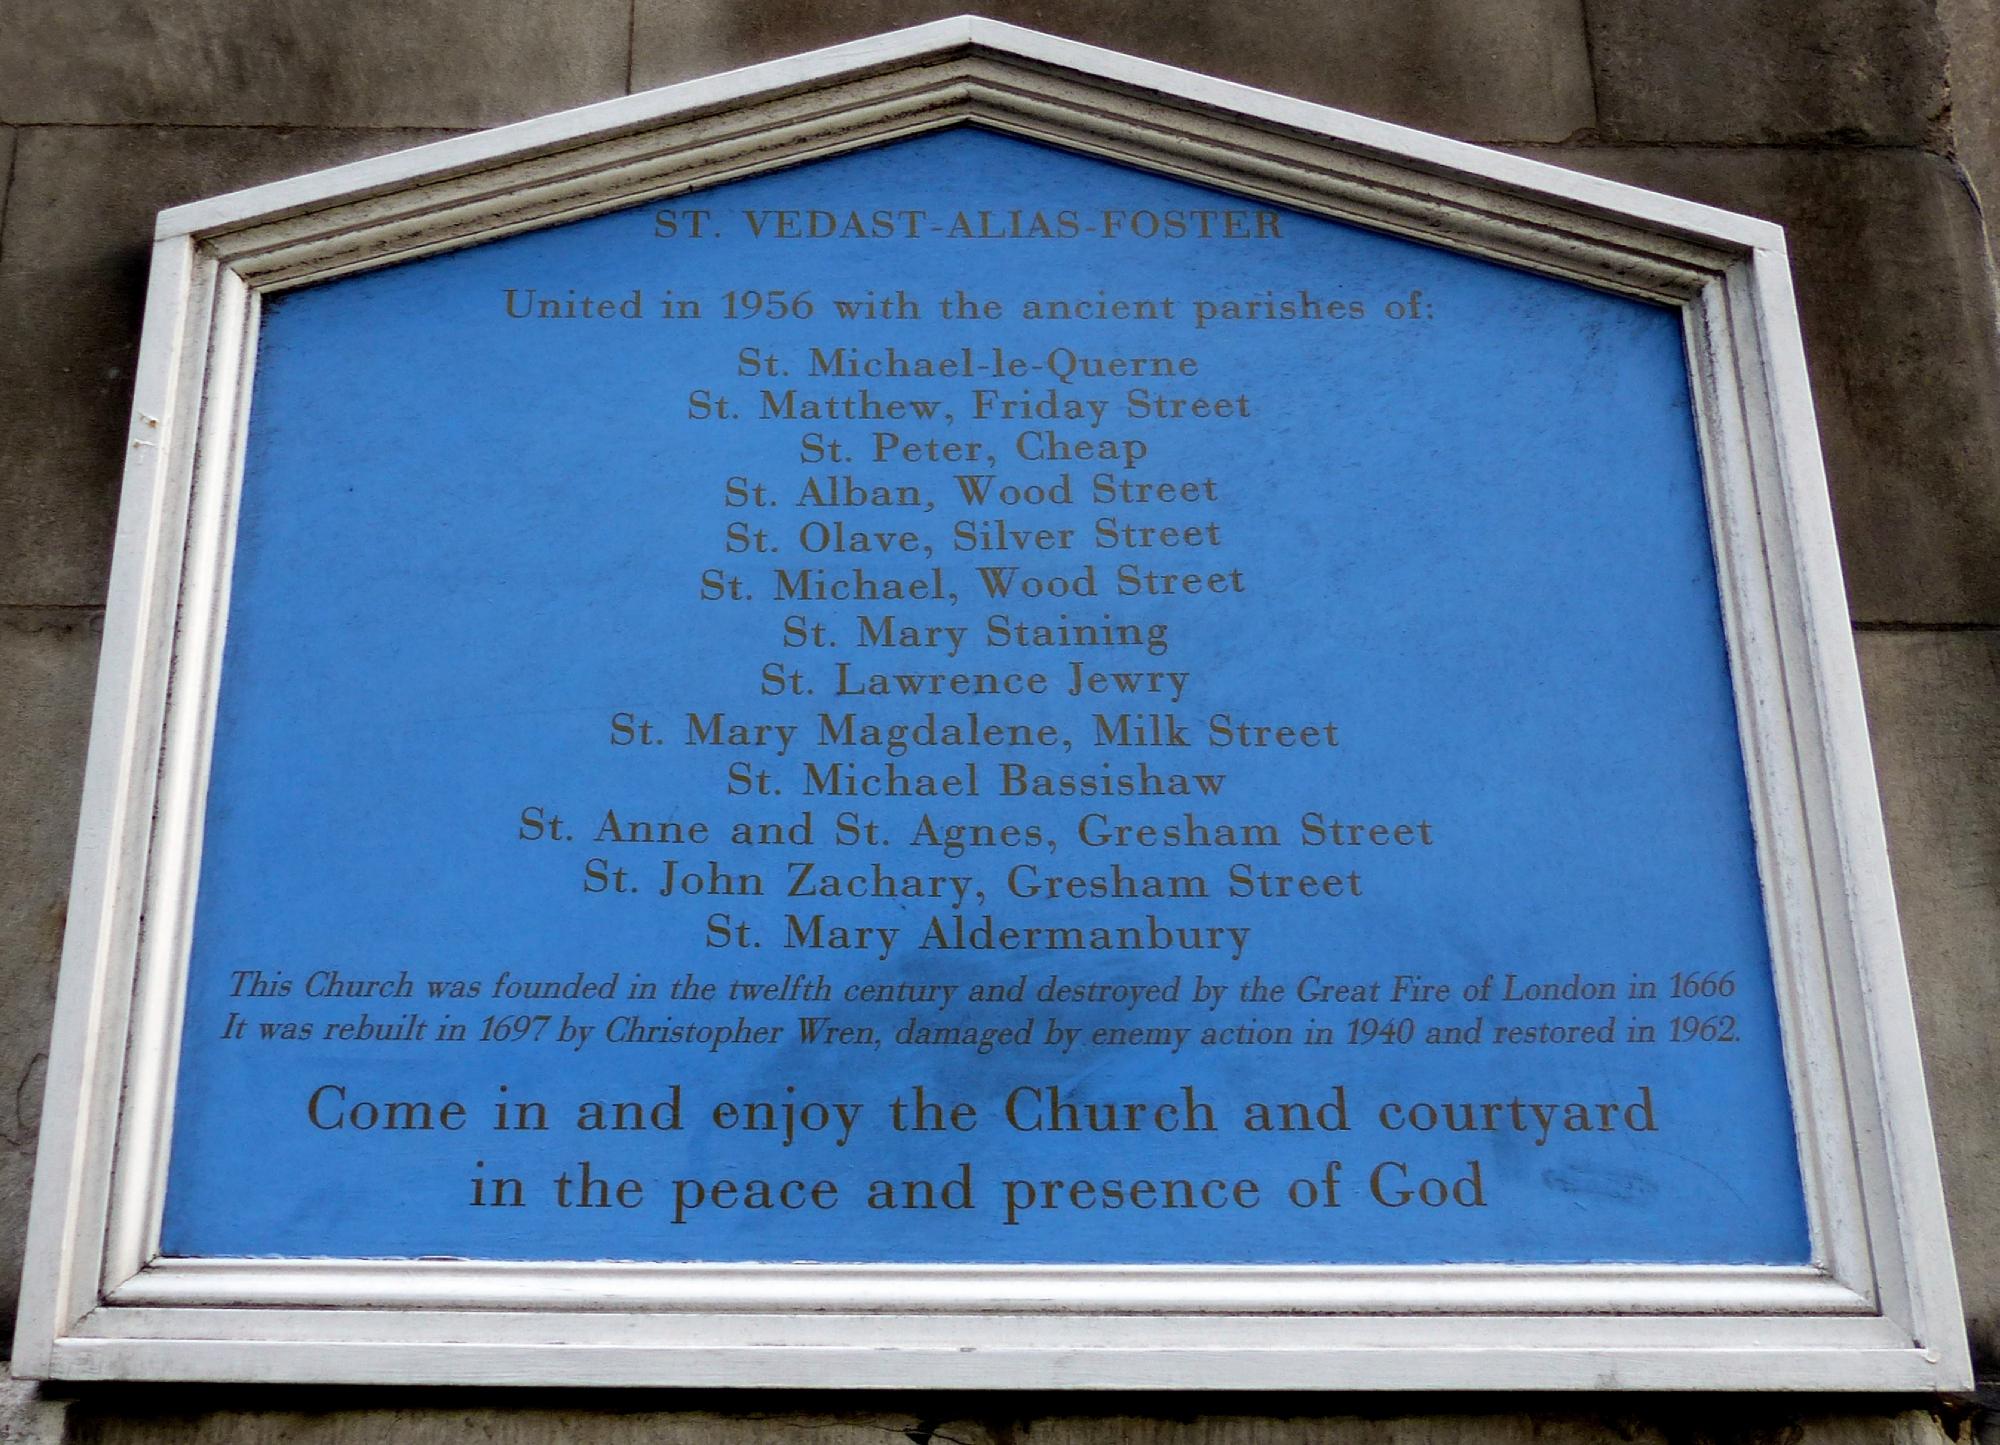 ST. VEDAST-ALIAS-FOSTER
United in 1956 with the ancient parishes of:
St. Michael-le-Querne
St. Matthew, Friday Street
St. Peter, Cheap
St. Alban, Wood Street
St. Olave, Silver Street
St. Michael, Wood Street
St. Mary Staining
St. Lawrence Jewry
St. Mary Magdalene, Milk Street
St. Michael Bassishaw
St. Anne and St. Agnes, Gresham Street
St. John Zachary, Gresham Street
St. Mary Aldermanbury
This Church was founded in the twelfth century and destroyed by the Great Fire of London in 1666
It was rebuilt in 1697 by Christopher Wren, damaged by enemy action in 1940 and restored in 1962.
Come in and enjoy the Church and courtyard
in the peace and presence of God